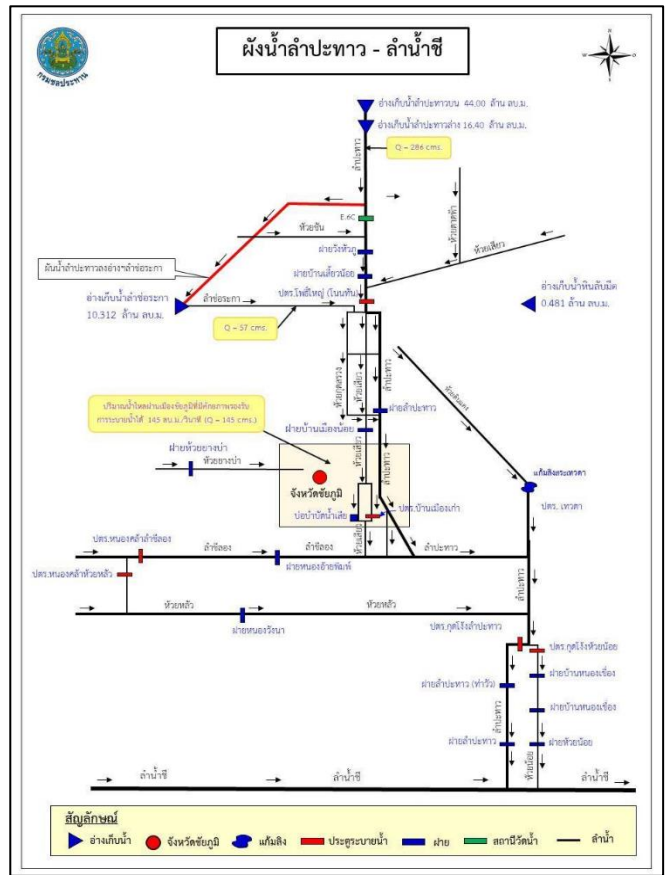 ผังน้ำลำปะทาว - ลำน้ำชี
กรมชลประทาน
อ่างเก็บน้ำลำปะทาวบน 44.00 ล้าน ลบ.ม.
อ่างเก็บน้ำลำปะทาวล่าง 16.40 ล้าน ลบ.ม.
Q = 286 cms.
ลำปะทาว
E.6C
ห้วยชัน
ห้วยตาดฟ้า
ห้วยเสียว
ฝายวังหัวภู
ผันน้ำลำปะทาวลงอ่างฯลำช่อระกา
ฝายบ้านเสี้ยวน้อย
ปตร.โพธิ์ใหญ่ (โนนทัน)
อ่างเก็บน้ำลำช่อระกา
10.312 ล้าน ลบ.ม.
ลำช่อระกา
อ่างเก็บน้ำหินลับมีด
0.481 ล้าน ลบ.ม.
Q = 57 cms.
ห้วยเสียว
ลำปะทาว
ปริมาณน้ำไหลผ่านเมืองชัยภูมิที่มีศักยภาพรองรับ
การระบายน้ำได้ 145 ลบ.ม./วินาที (Q = 145 cms.)
ฝายลำปะทาว
ฝายบ้านเมืองน้อย
ฝายห้วยยางบ่า
ห้วยยางบ่า
ห้วยเสียว
ลำปะทาว
แก้มลิงสระเทวดา
จังหวัดชัยภูมิ
ปตร. เทวดา
บ่อบำบัดน้ำเสีย
ปตร.บ้านเมืองเก่า
ปตร.หนองคล้าลำชีลอง
ห้วยเสียว
ลำชีลอง
ลำชีลอง
ลำปะทาว
ฝายหนองอ้ายพิมพ์
ปตร.หนองคล้าห้วยหลัว
ลำปะทาว
ห้วยหลัว
ห้วยหลัว
ฝายหนองวังนา
ปตร.กุดโง้งลำปะทาว
ปตร.กุดโง้งห้วยน้อย
ฝายบ้านหนองเขื่อง
ฝายลำปะทาว (ท่าวัว)
ฝายบ้านหนองเขื่อง
ลำปะทาว
ฝายลำปะทาว
ฝายห้วยน้อย
ห้วยน้อย
ลำน้ำชี
ลำน้ำชี
ลำน้ำชี
สัญลักษณ์
อ่างเก็บน้ำ จังหวัดชัยภูมิ แก้มลิง ประตูระบายน้ำ ฝาย สถานีวัดน้ำ ลำน้ำ